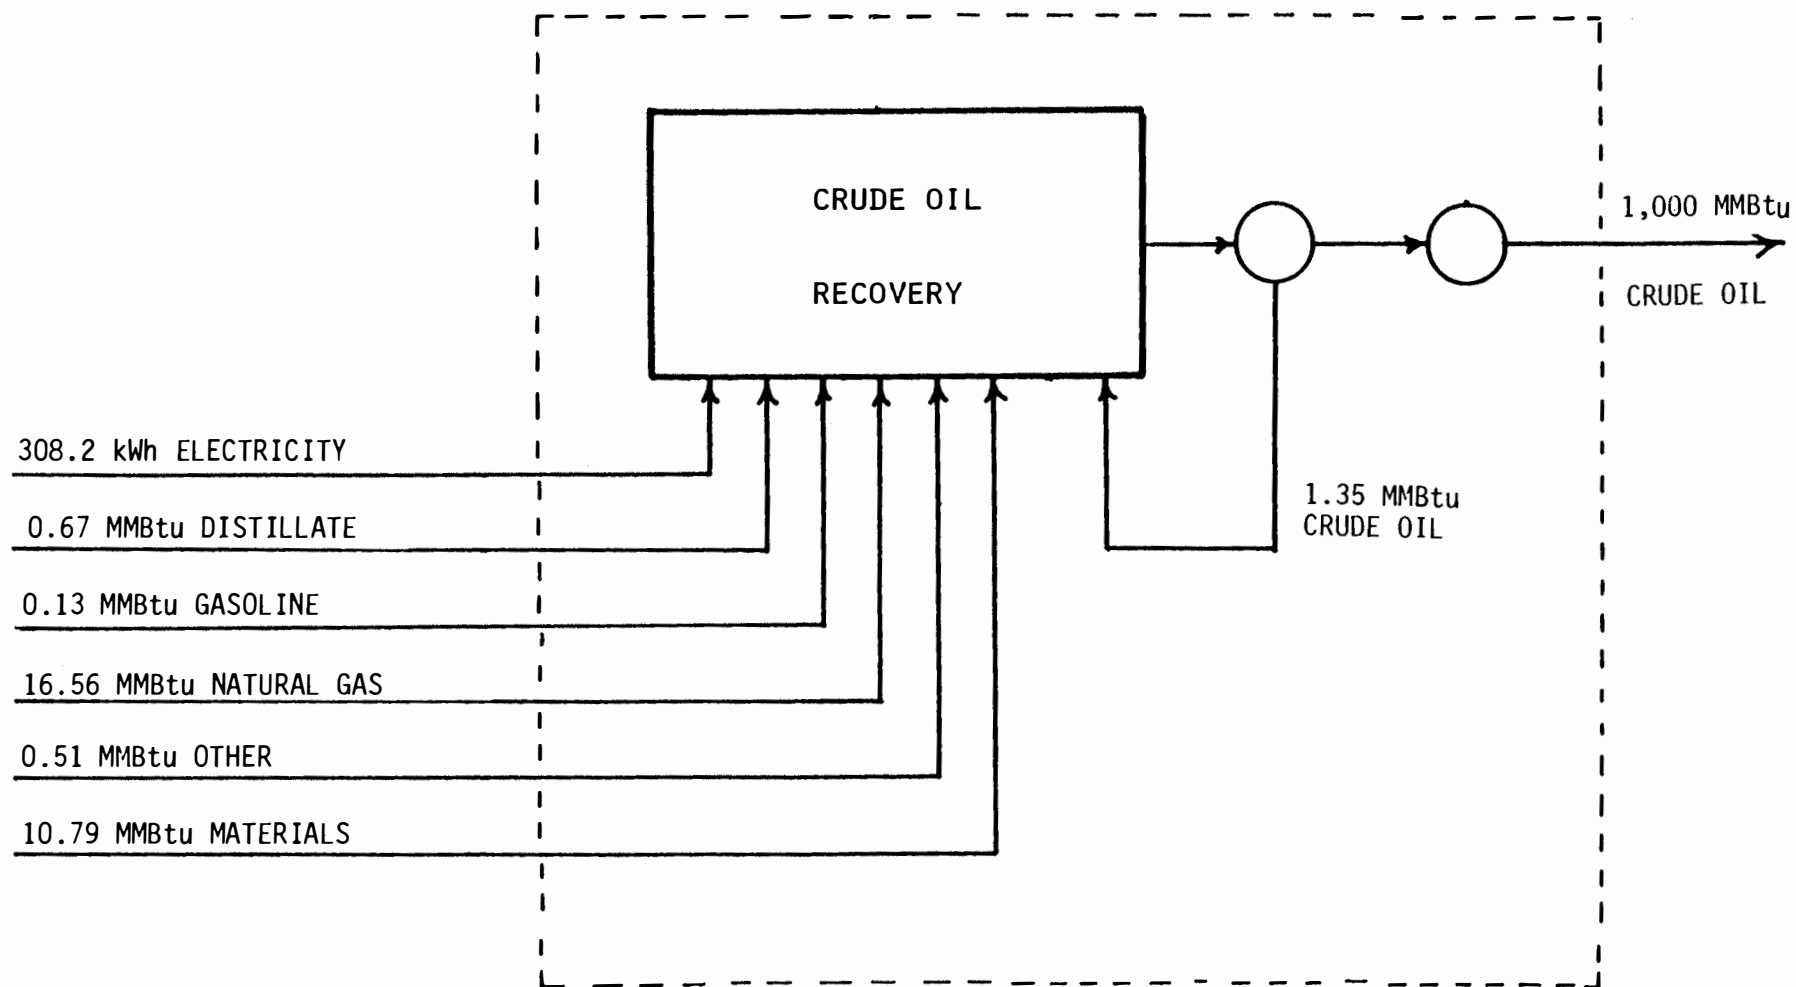 CRUDE OIL
RECOVERY
1,000 MMBtu
CRUDE OIL
308.2 kWh ELECTRICITY
0.67 MMBtu DISTILLATE
0.13 MMBtu GASOLINE
16.56 MMBtu NATURAL GAS
0.51 MMBtu OTHER
10.79 MMBtu MATERIALS
1.35 MMBtu
CRUDE OIL